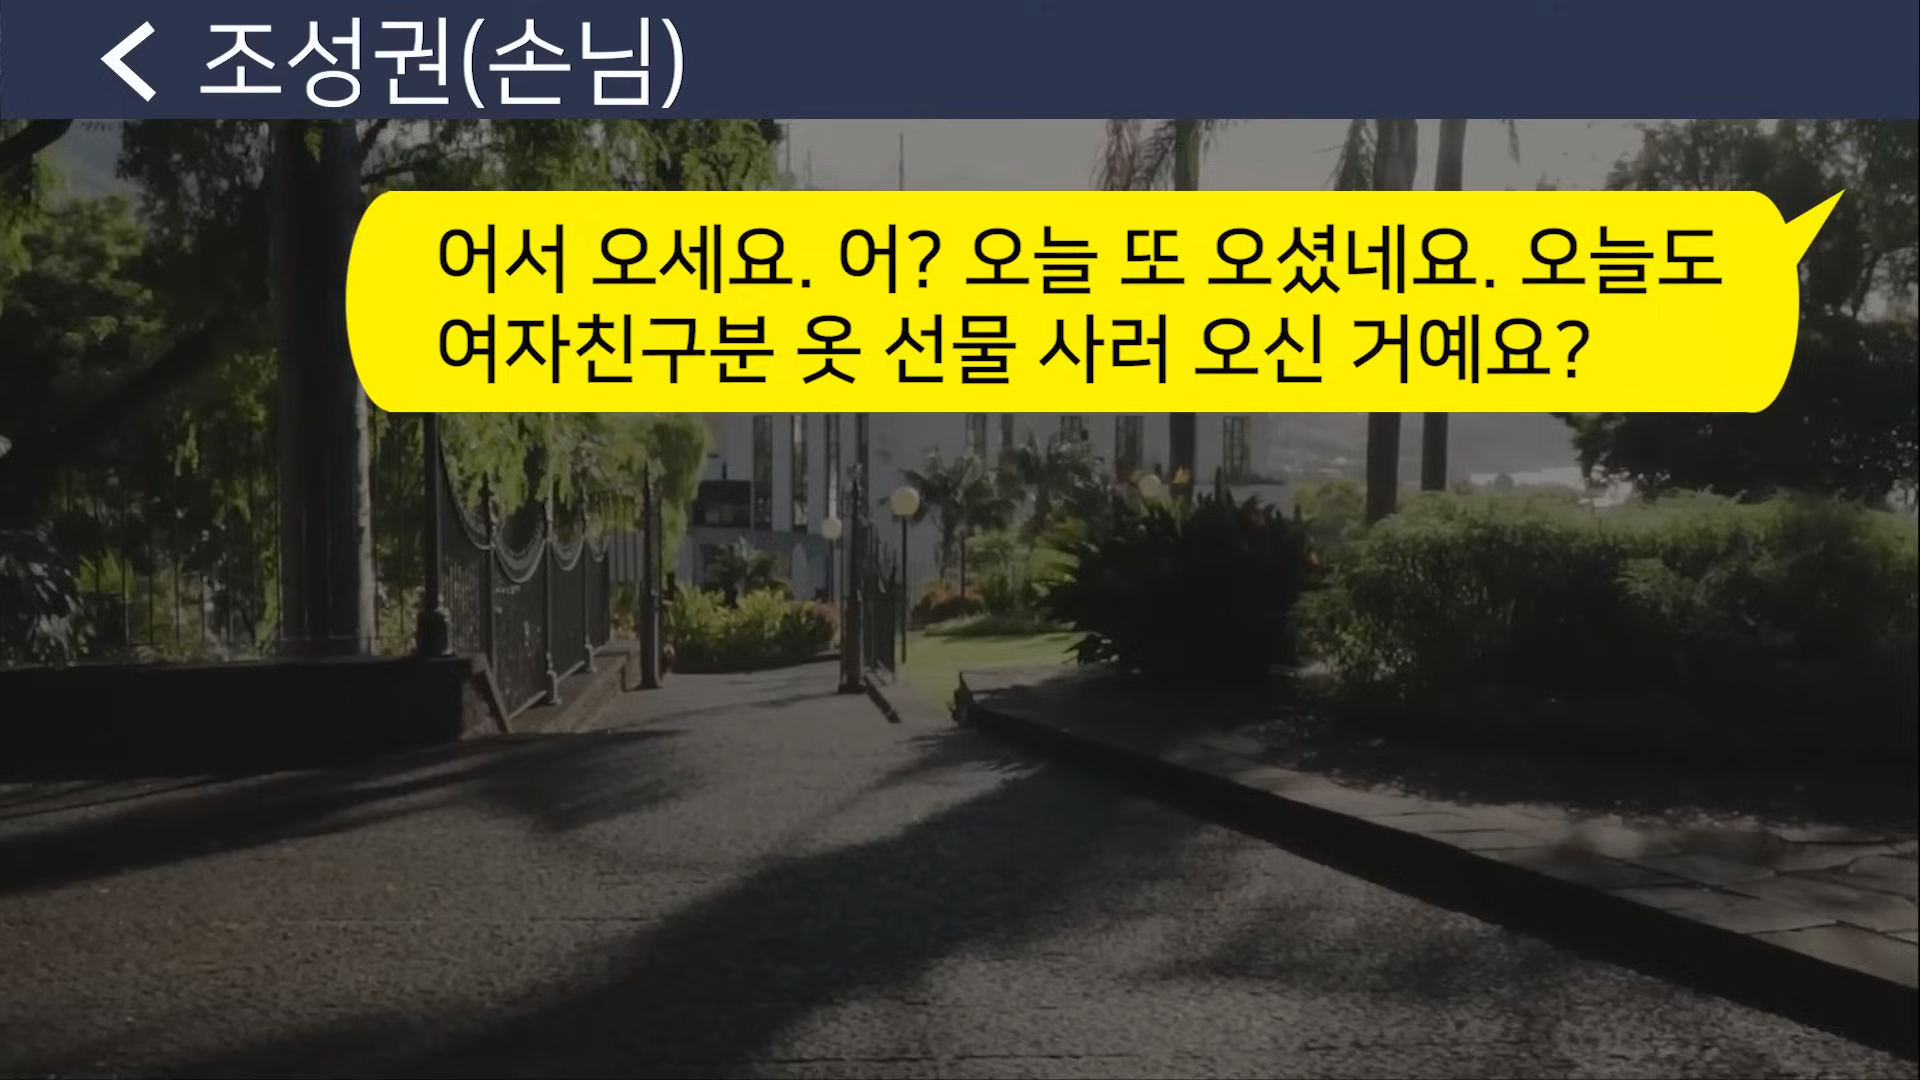 조성권(손님)
어서 오세요. 어? 오늘 또 오셨네요. 오늘도
여자친구분 옷 선물 사러 오신 거예요?